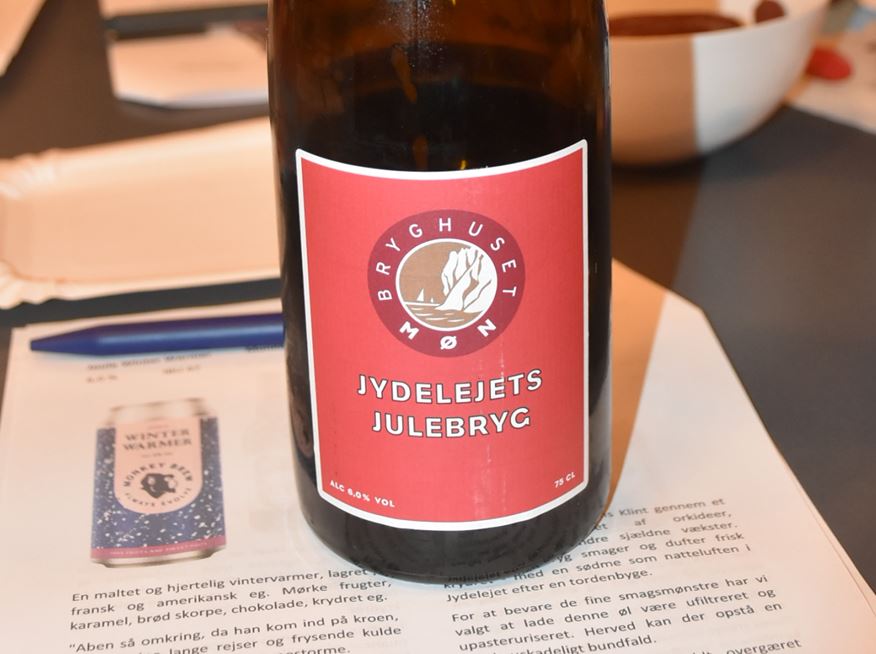 BRYGHUSET
MØN
JYDELEJETS
JULEBRYG
ALC 6,0% VOL
75 CL
WINTER
WARMER
MONKEY BREW
ALWAYS EVOLVE
En maltet og hjertelig vintervarmer, lagret
fransk og amerikansk eg. Mørke frugter,
karamel, brød skorpe, chokolade, krydret eg.
"Aben så omkring, da han kom ind på kroen,
lange rejser og frysende kulde
Klint gennem et
af orkideer,
sjældne vækster.
smager og dufter frisk
med en sødme som natteluften i
Jydelejet efter en tordenbyge.
For at bevare de fine smagsmønstre har vi
valgt at lade denne øl være ufiltreret og
upasteruriseret. Herved kan der opstå en
bundfald.
overgæret